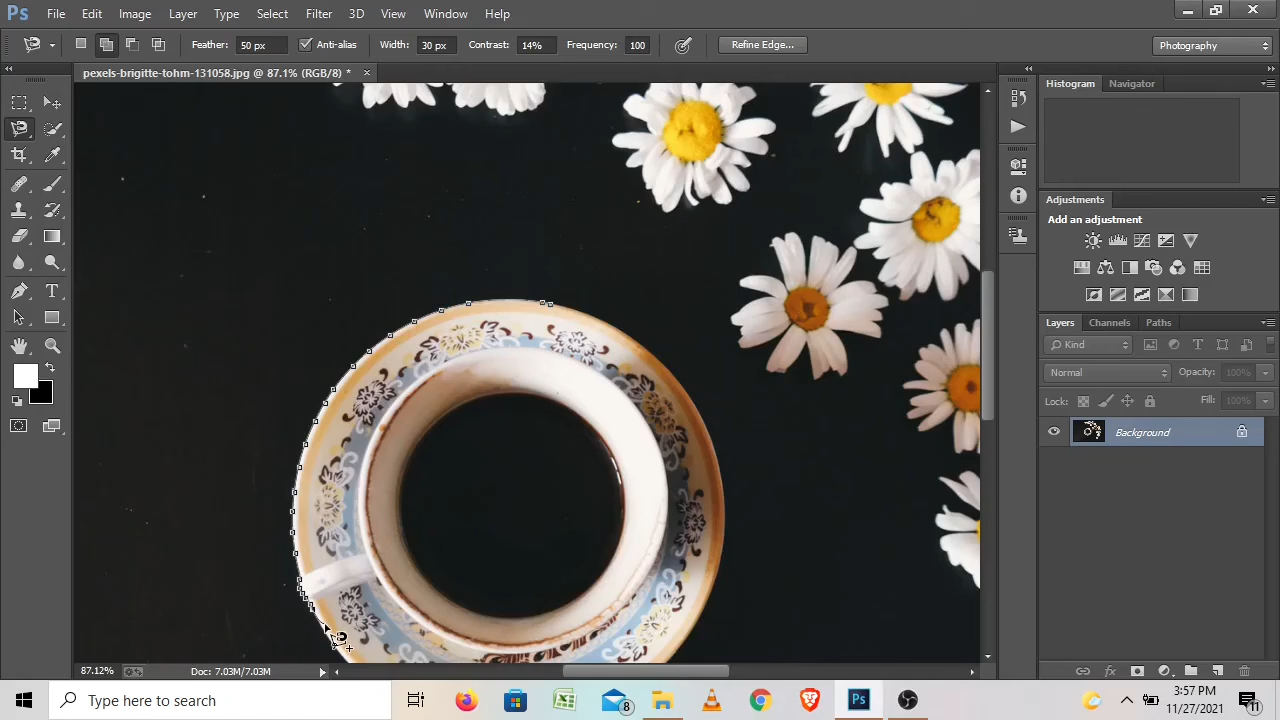 Ps File Edit Image Layer Type Select Filter 3D View Window Help
Feather: 50 px Anti-alias Width: 30 px Contrast: 14% Frequency: 100 Refine Edge... Photography
pexels-brigitte-tohm-131058.jpg @ 87.1% (RGB/8) *
Histogram Navigator
Adjustments
Add an adjustment
Layers Channels Paths
Kind
Normal Opacity: 100%
Lock: Fill: 100%
Background
87.12% Doc: 7.03M/7.03M
Type here to search
8
Ps
3:57 PM
11/27/2021
11